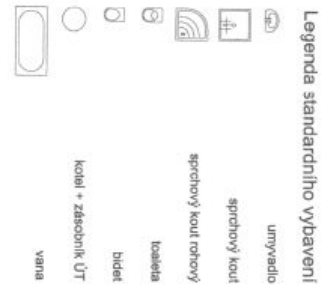 Legenda standardního vybavení
umyvadlo
sprchový kout
sprchový kout rohový
toaleta
bidet
kotel + zásobník ÚT
vana